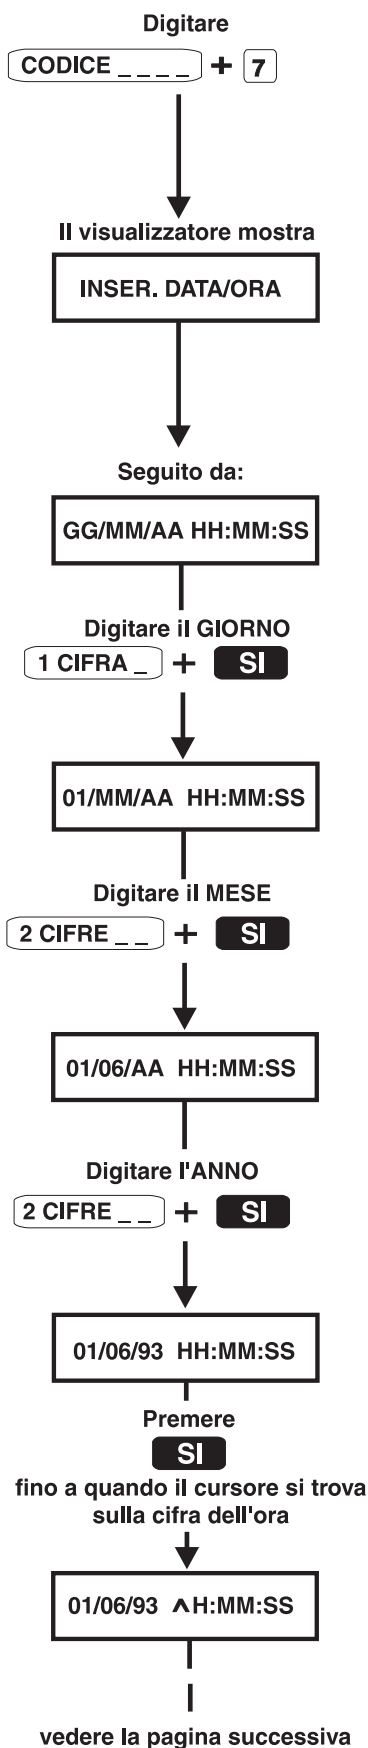 Digitare
CODICE _ _ _ _ + 7
Il visualizzatore mostra
INSER. DATA/ORA
Seguito da:
GG/MM/AA HH:MM:SS
Digitare il GIORNO
1 CIFRA _ + SI
01/MM/AA HH:MM:SS
Digitare il MESE
2 CIFRE _ _ + SI
01/06/AA HH:MM:SS
Digitare l'ANNO
2 CIFRE _ _ + SI
01/06/93 HH:MM:SS
Premere
SI
fino a quando il cursore si trova
sulla cifra dell'ora
01/06/93 ^H:MM:SS
vedere la pagina successiva